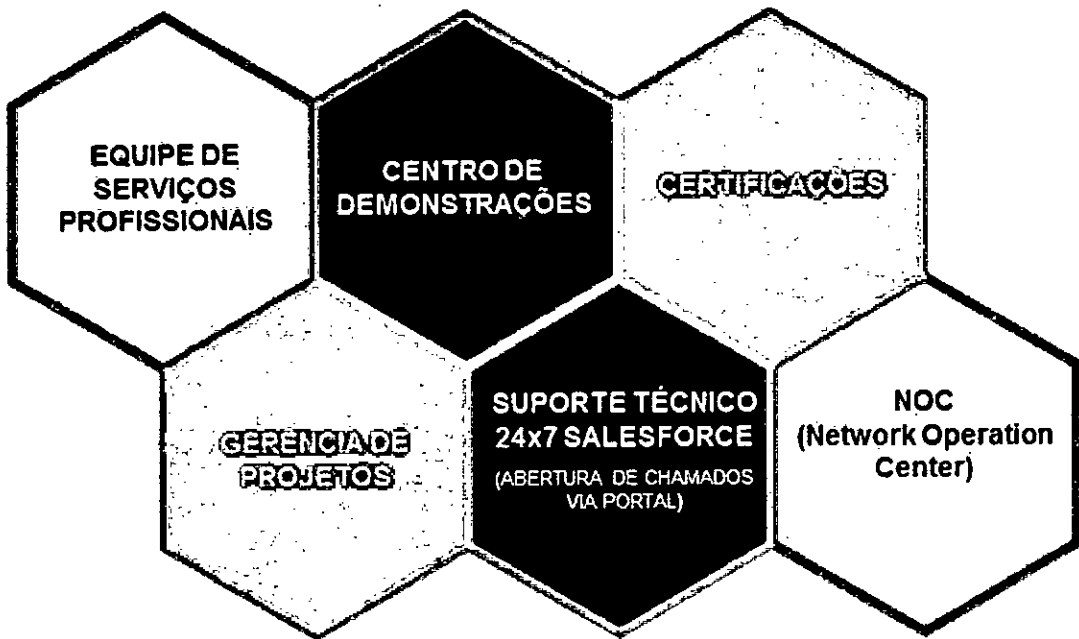 EQUIPE DE
SERVIÇOS
PROFISSIONAIS
CENTRO DE
DEMONSTRAÇÕES
CERTIFICAÇÕES
GERÊNCIA DE
PROJETOS
SUPORTE TÉCNICO
24x7 SALESFORCE
(ABERTURA DE CHAMADOS
VIA PORTAL)
NOC
(Network Operation
Center)